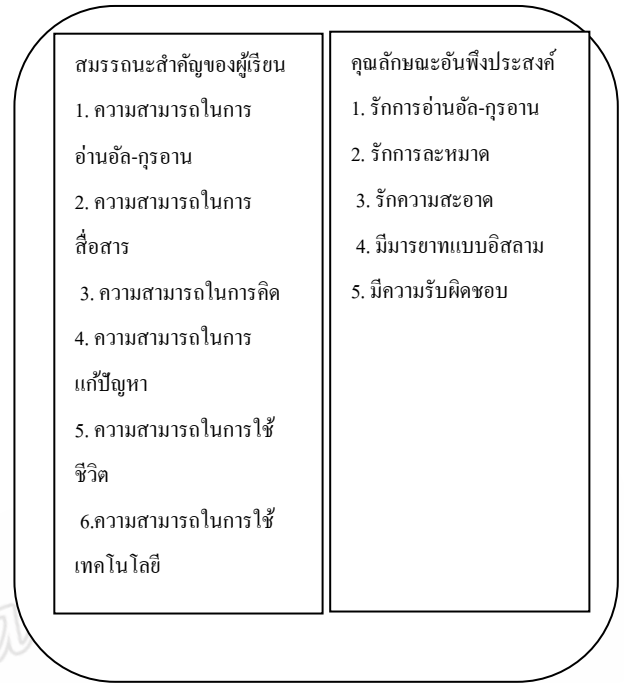 สมรรถนะสำคัญของผู้เรียน
1. ความสามารถในการ
อ่านอัล-กุรอาน
2. ความสามารถในการ
สื่อสาร
3. ความสามารถในการคิด
4. ความสามารถในการ
แก้ปัญหา
5. ความสามารถในการใช้
ชีวิต
6.ความสามารถในการใช้
เทคโนโลยี
คุณลักษณะอันพึงประสงค์
1. รักการอ่านอัล-กุรอาน
2. รักการละหมาด
3. รักความสะอาด
4. มีมารยาทแบบอิสลาม
5. มีความรับผิดชอบ